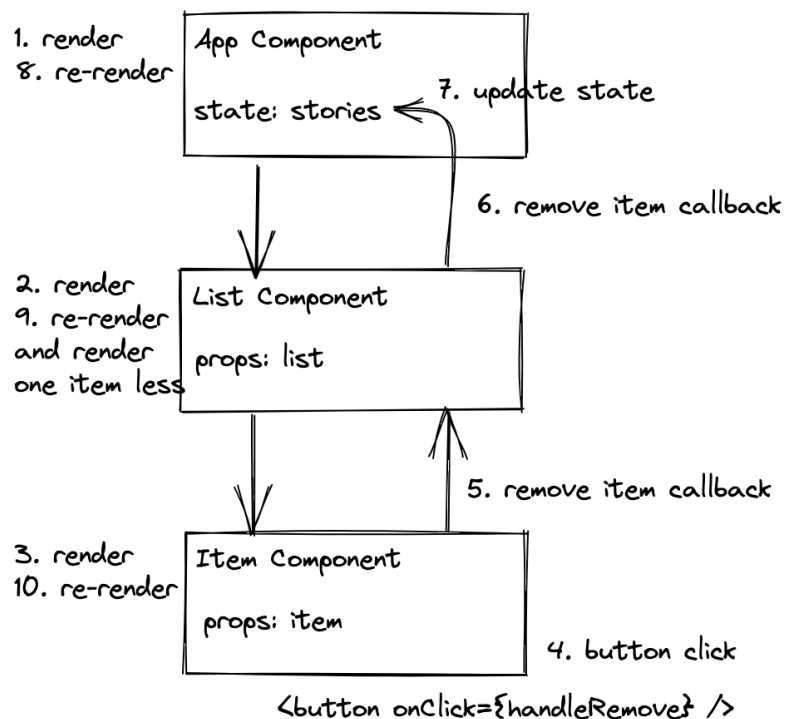 1. render
8. re-render
App Component
state: stories
7. update state
6. remove item callback
2. render
9. re-render
and render
one item less
List Component
props: list
5. remove item callback
3. render
10. re-render
Item Component
props: item
4. button click
<button onClick={handleRemove} />